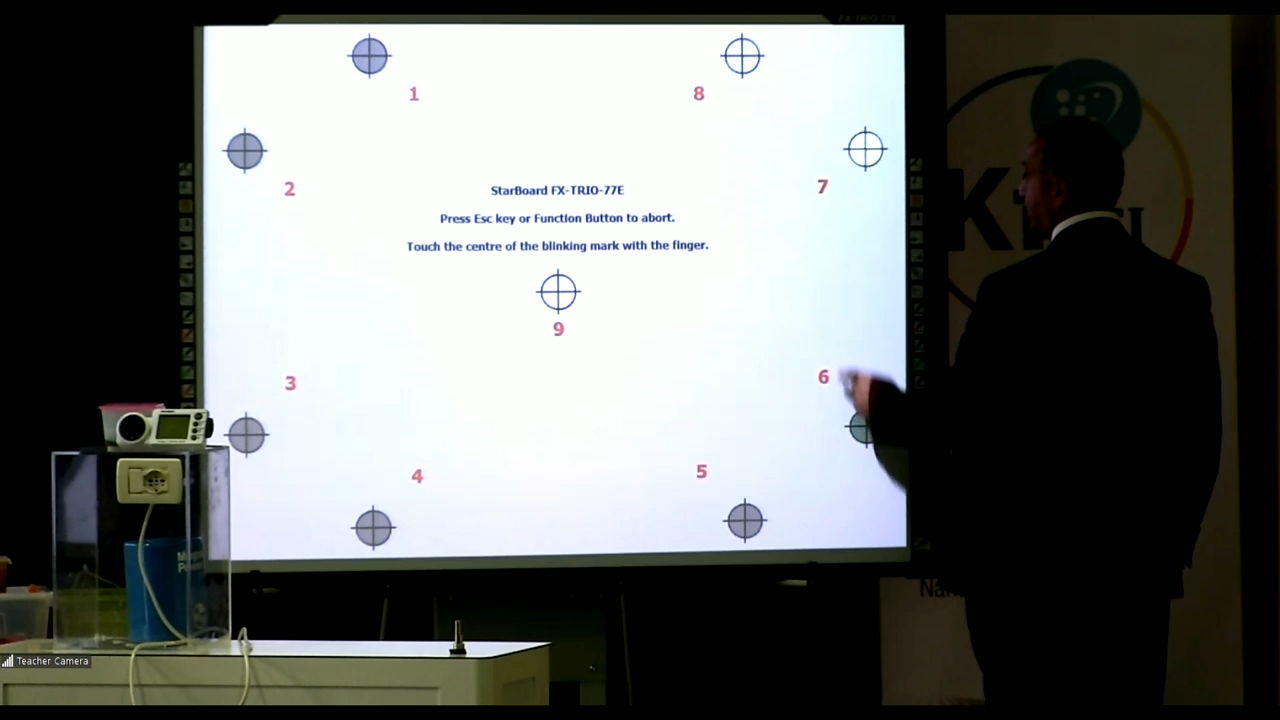 1
8
2
7
StarBoard FX-TRIO-77E
Press Esc key or Function Button to abort.
Touch the centre of the blinking mark with the finger.
9
3
6
4
5
Teacher Camera